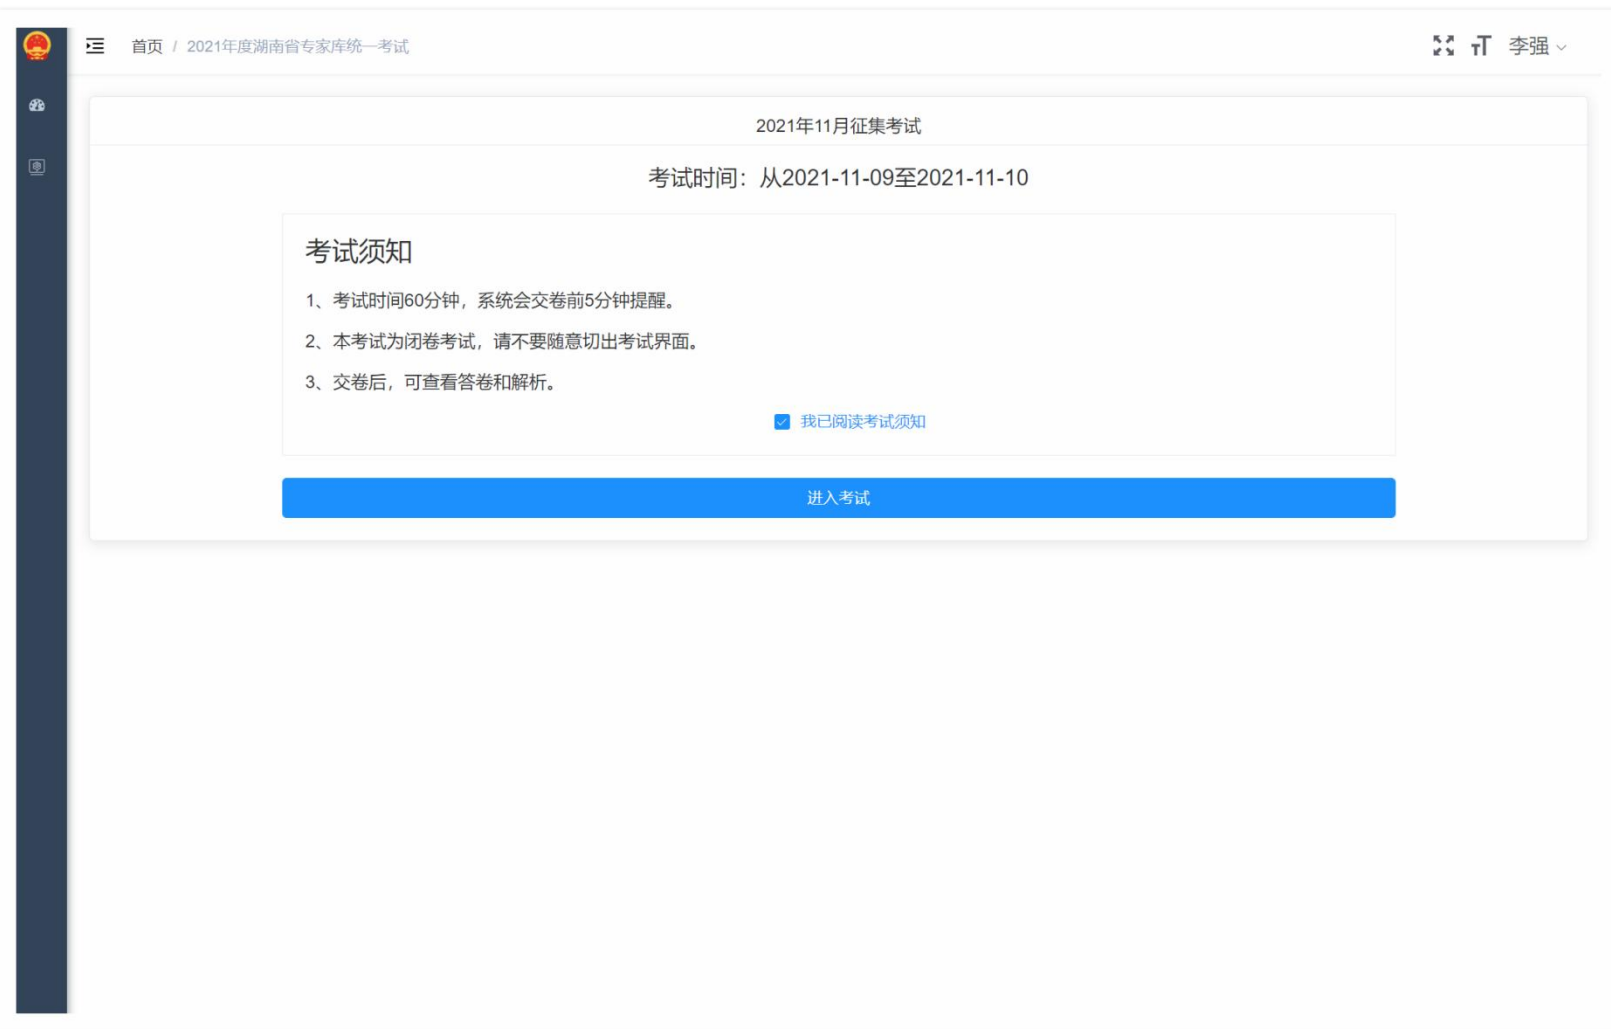 首页 / 2021年度湖南省专家库统一考试
李强
2021年11月征集考试
考试时间：从2021-11-09至2021-11-10
考试须知
1、考试时间60分钟，系统会交卷前5分钟提醒。
2、本考试为闭卷考试，请不要随意切出考试界面。
3、交卷后，可查看答卷和解析。
我已阅读考试须知
进入考试